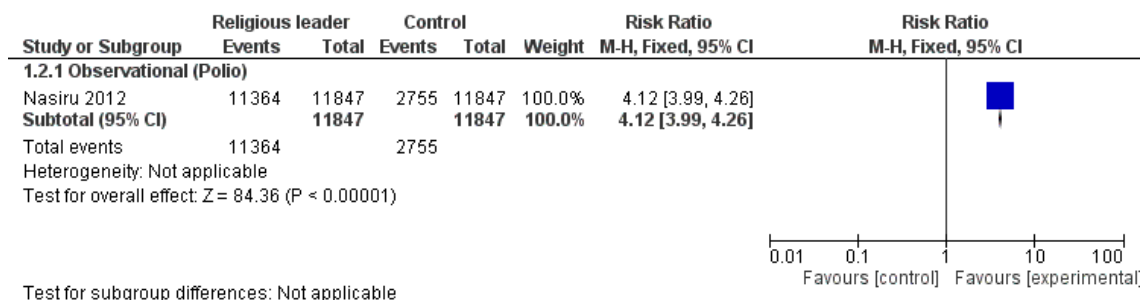 Religious leader Control Risk Ratio Risk Ratio
Study or Subgroup Events Total Events Total Weight M-H, Fixed, 95% CI M-H, Fixed, 95% CI
1.2.1 Observational (Polio)
Nasiru 2012 11364 11847 2755 11847 100.0% 4.12 [3.99, 4.26]
Subtotal (95% CI) 11847 11847 100.0% 4.12 [3.99, 4.26]
Total events 11364 2755
Heterogeneity: Not applicable
Test for overall effect: Z = 84.36 (P < 0.00001)
0.01 0.1 1 10 100
Favours [control] Favours [experimental]
Test for subgroup differences: Not applicable